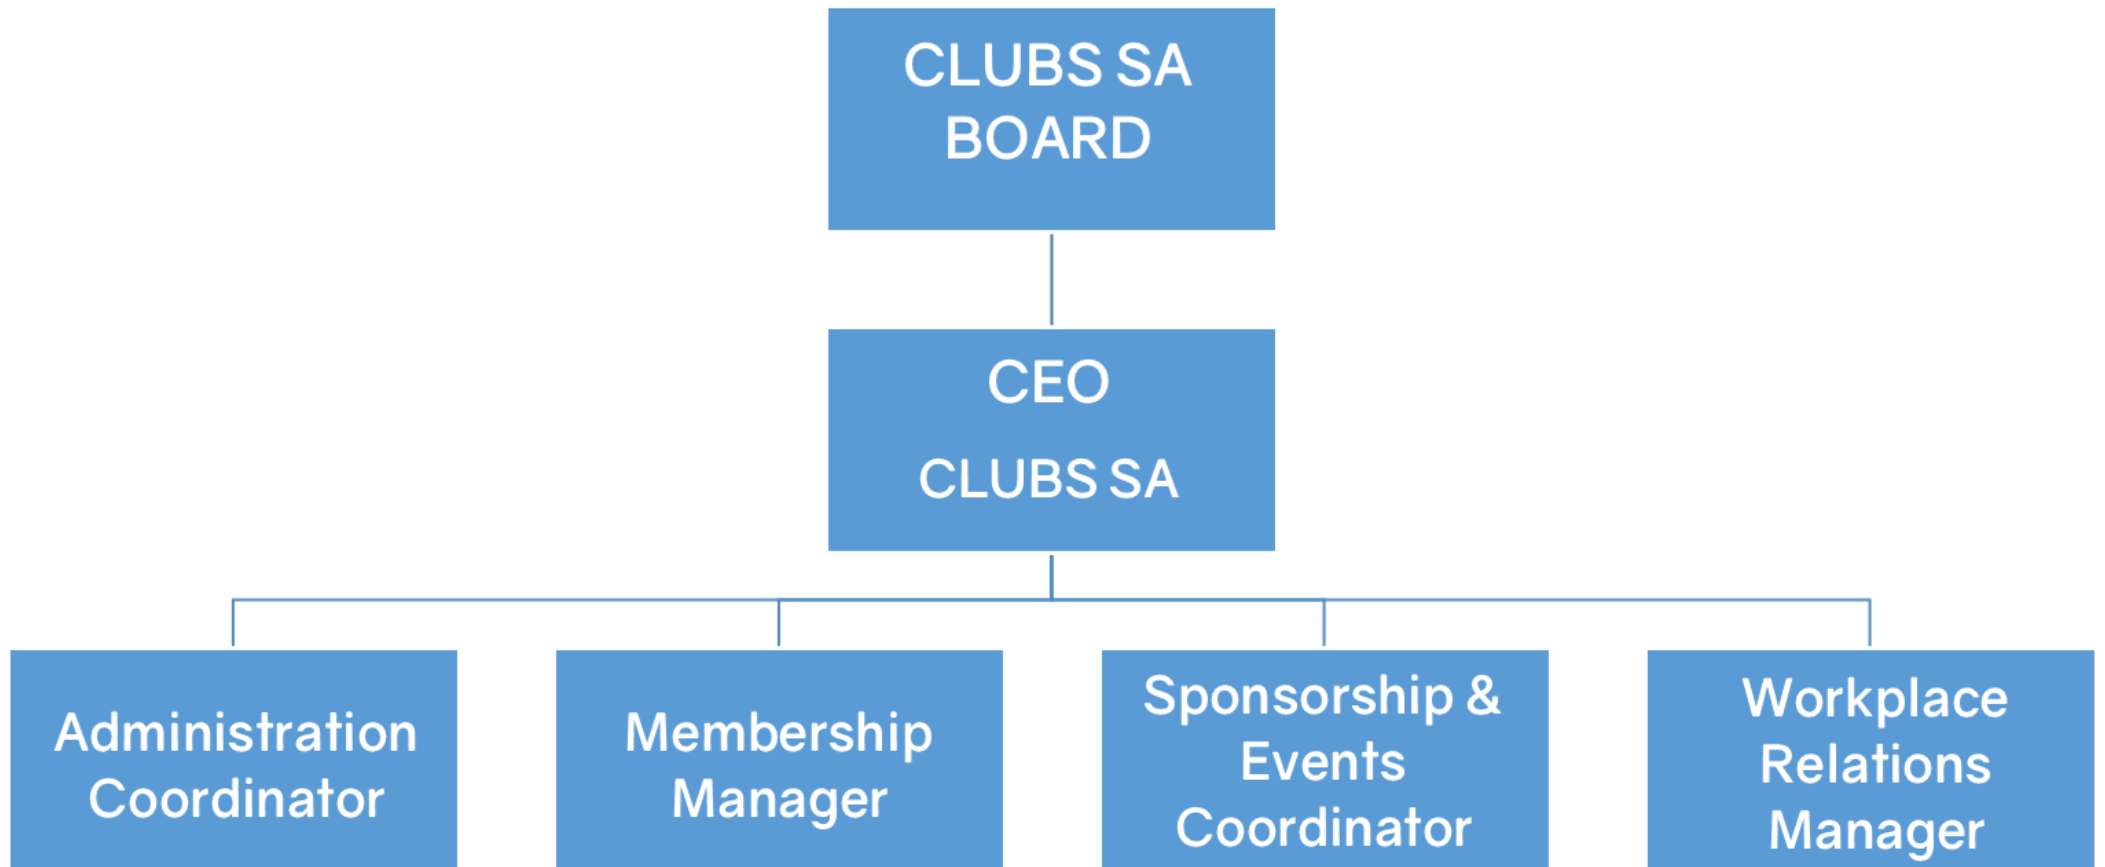 CLUBS SA
BOARD
CEO
CLUBS SA
Administration
Coordinator
Membership
Manager
Sponsorship &
Events
Coordinator
Workplace
Relations
Manager